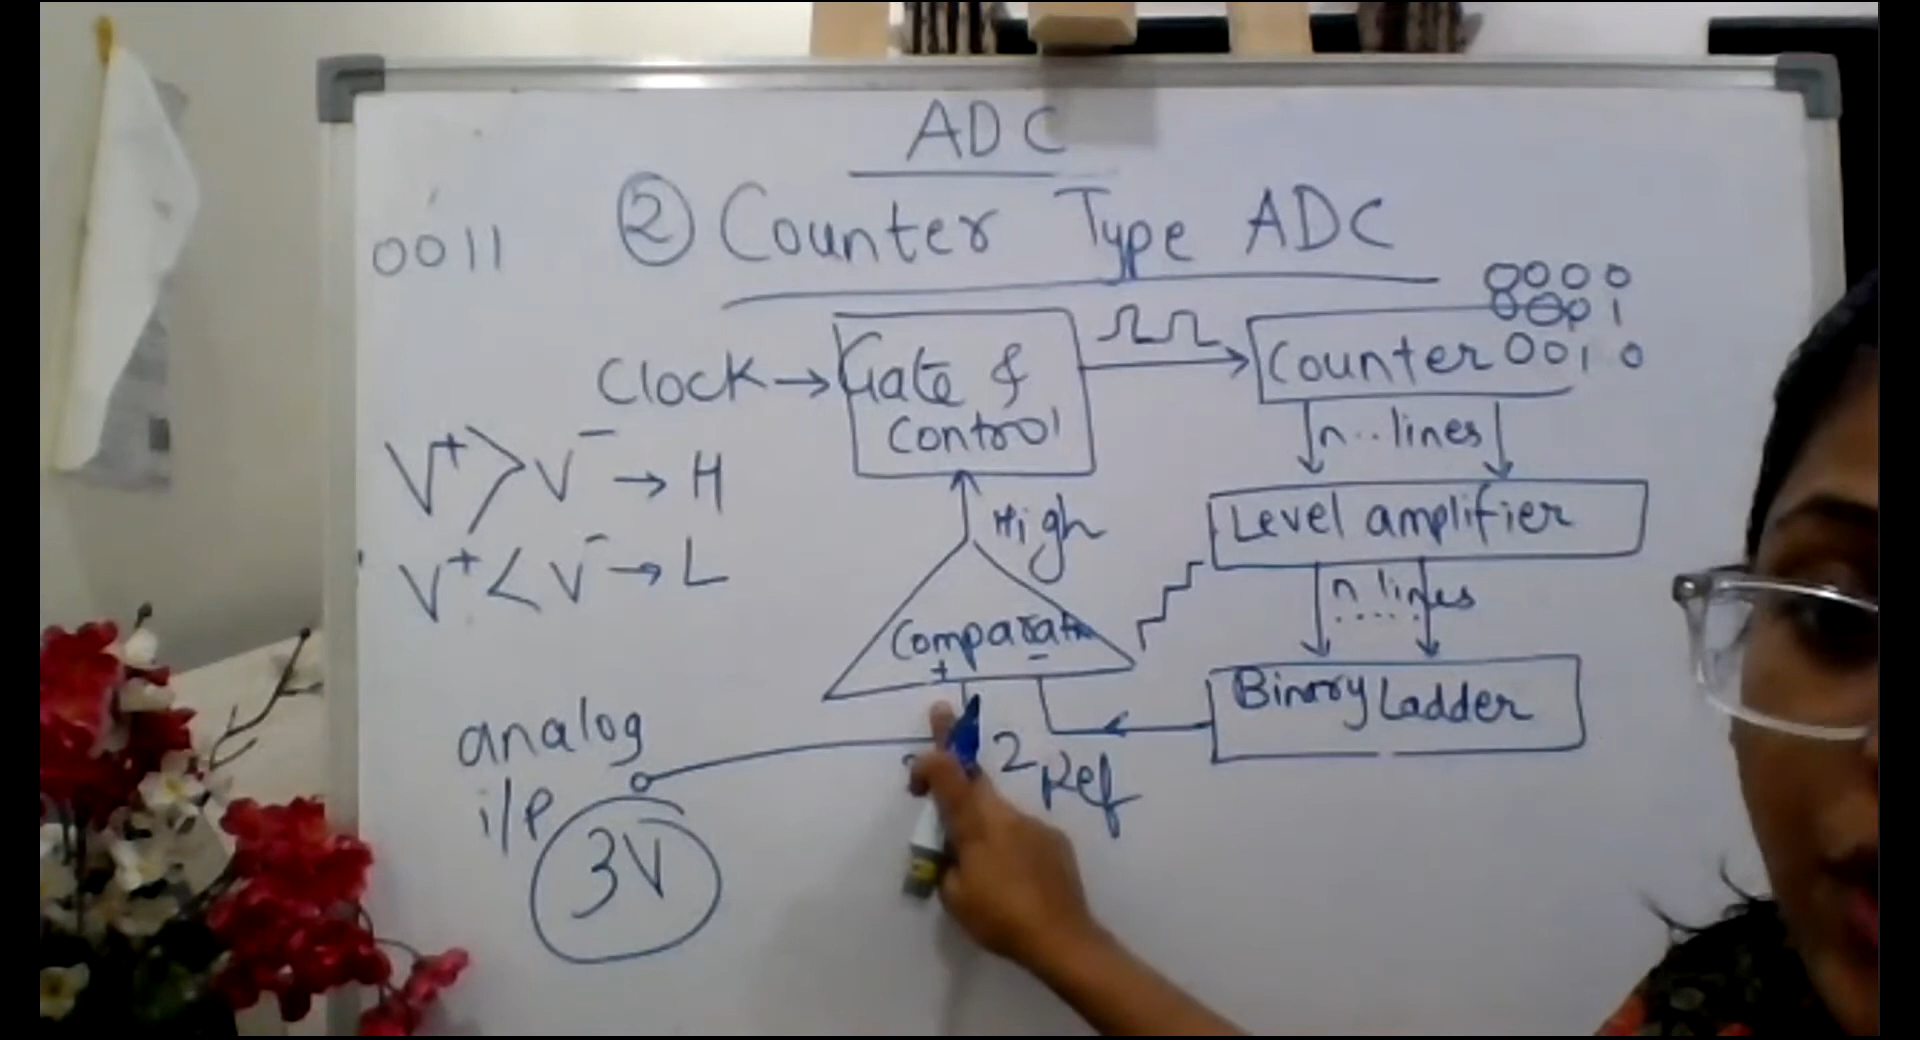 ADC
0011
② Counter Type ADC
0000
0001
Clock → Gate & Control
Counter 0010
n..lines
V+ > V- → H
V+ < V- → L
High
Level amplifier
n lines
.....
+ -
Binary Ladder
analog
i/p
2
Ref
3V